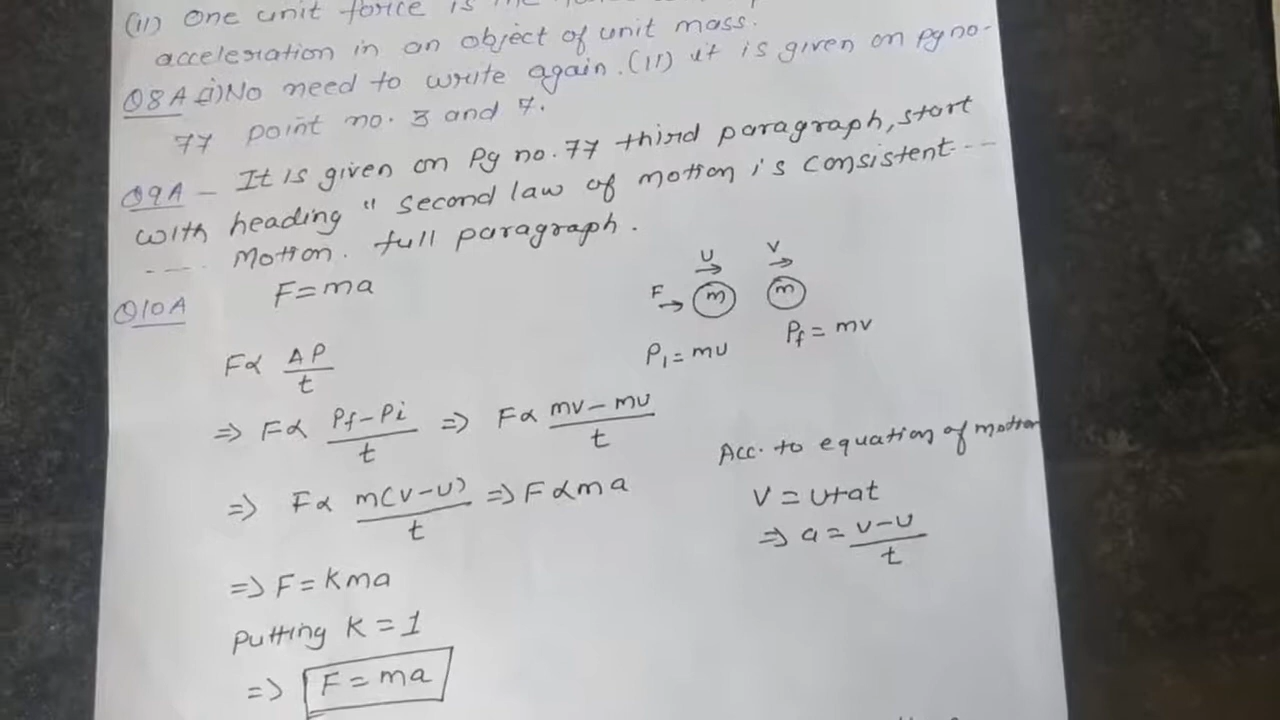 (11) One unit force is the
acceleration in an object of unit mass.
Q8A (i) No need to write again. (11) it is given on pg no-
77 point no. 3 and 7.
Q9A - It is given on Pg no. 77 third paragraph, start
with heading " second law of motion is consistent ---
---- Motion. full paragraph.
Q10A F=ma
F→ m U→ m V→
P1 = mu Pf = mv
F∝ ΔP/t
⇒ F∝ Pf-Pi/t ⇒ F∝ mv-mu/t
Acc. to equation of motion
⇒ F∝ m(v-u)/t ⇒ F∝ma
V = u+at
⇒ a = v-u/t
⇒ F = Kma
Putting K = 1
⇒ F = ma